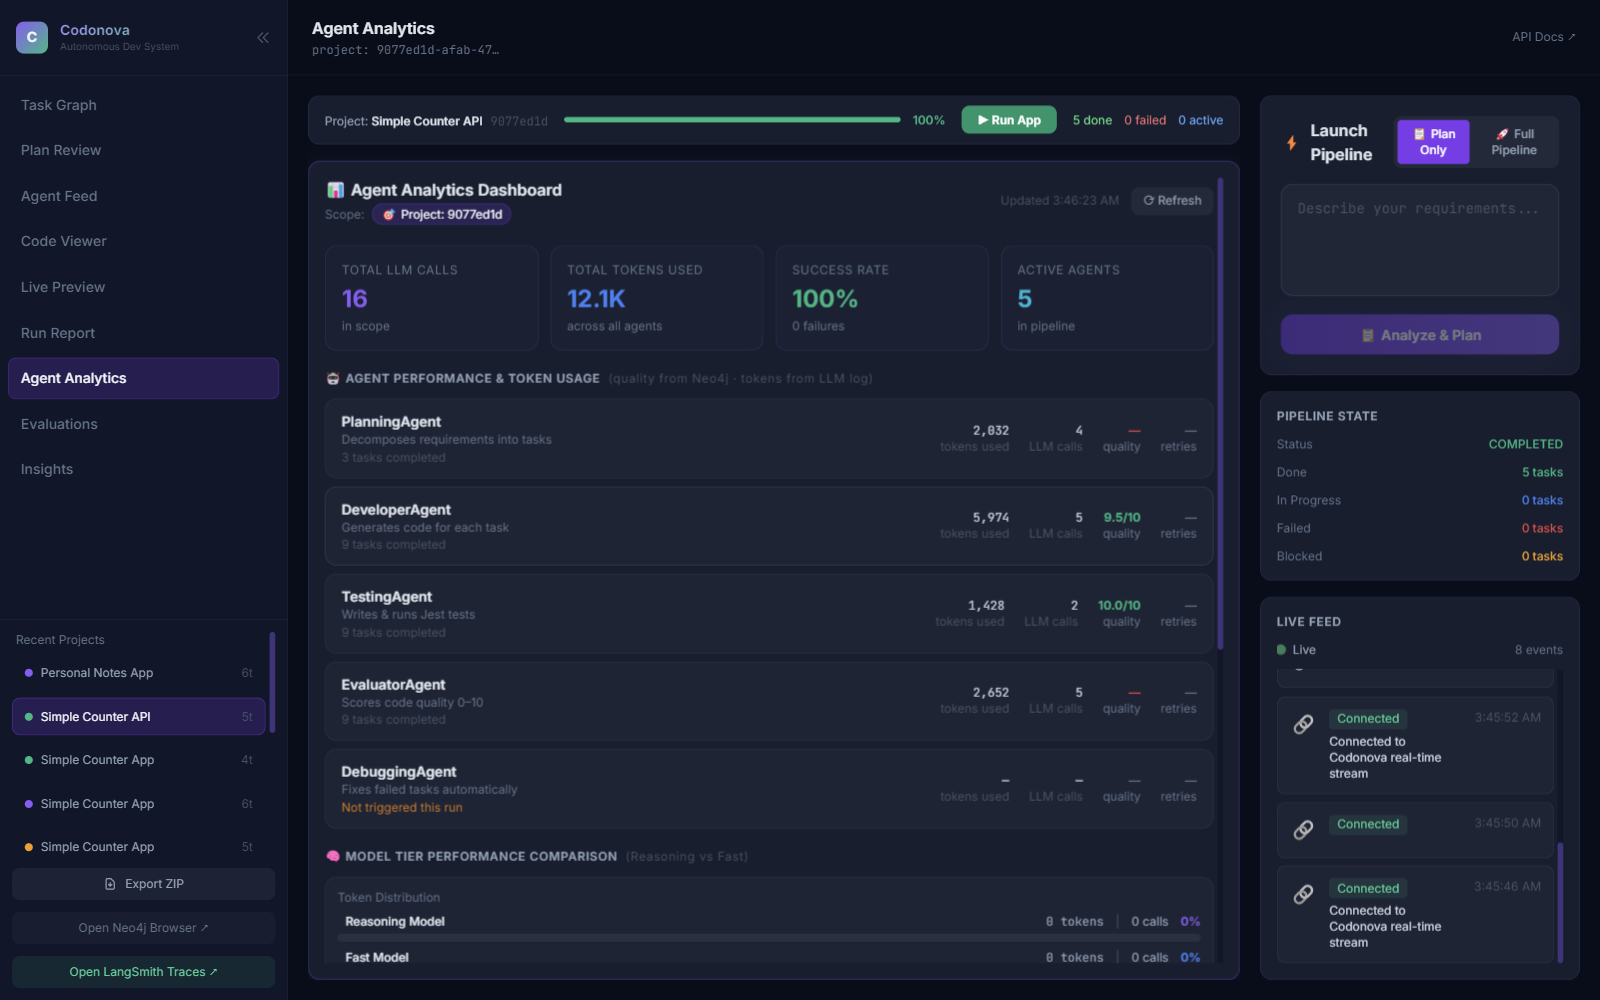 C
Codonova
Autonomous Dev System
Task Graph
Plan Review
Agent Feed
Code Viewer
Live Preview
Run Report
Agent Analytics
Evaluations
Insights
Recent Projects
Personal Notes App 6t
Simple Counter API 5t
Simple Counter App 4t
Simple Counter App 6t
Simple Counter App 5t
Export ZIP
Open Neo4j Browser ↗
Open LangSmith Traces ↗
Agent Analytics
project: 9077ed1d-afab-47…
API Docs ↗
Project: Simple Counter API 9077ed1d 100% ▶ Run App 5 done 0 failed 0 active
📊 Agent Analytics Dashboard
Scope: 🎯 Project: 9077ed1d
Updated 3:46:23 AM ⟳ Refresh
TOTAL LLM CALLS
16
in scope
TOTAL TOKENS USED
12.1K
across all agents
SUCCESS RATE
100%
0 failures
ACTIVE AGENTS
5
in pipeline
AGENT PERFORMANCE & TOKEN USAGE (quality from Neo4j · tokens from LLM log)
PlanningAgent
Decomposes requirements into tasks
3 tasks completed
2,032 4 — —
tokens used LLM calls quality retries
DeveloperAgent
Generates code for each task
9 tasks completed
5,974 5 9.5/10 —
tokens used LLM calls quality retries
TestingAgent
Writes & runs Jest tests
9 tasks completed
1,428 2 10.0/10 —
tokens used LLM calls quality retries
EvaluatorAgent
Scores code quality 0–10
9 tasks completed
2,652 5 — —
tokens used LLM calls quality retries
DebuggingAgent
Fixes failed tasks automatically
Not triggered this run
– – — —
tokens used LLM calls quality retries
🧠 MODEL TIER PERFORMANCE COMPARISON (Reasoning vs Fast)
Token Distribution
Reasoning Model 0 tokens | 0 calls 0%
Fast Model 0 tokens | 0 calls 0%
⚡ Launch
Pipeline
📋 Plan
Only
🚀 Full
Pipeline
Describe your requirements...
📋 Analyze & Plan
PIPELINE STATE
Status COMPLETED
Done 5 tasks
In Progress 0 tasks
Failed 0 tasks
Blocked 0 tasks
LIVE FEED
Live 8 events
🔗 Connected 3:45:52 AM
Connected to
Codonova real-time
stream
🔗 Connected 3:45:50 AM
🔗 Connected 3:45:46 AM
Connected to
Codonova real-time
stream